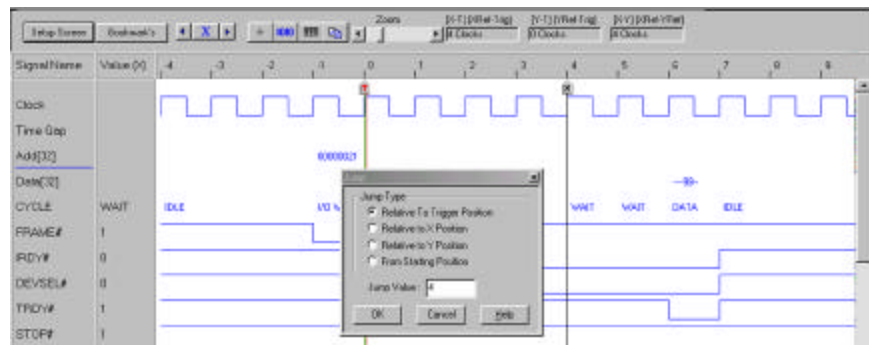 Zoom [X-T] (XRef-Trig) [Y-T] (YRef-Trig) [X-Y] (XRef-YRef)
Setup Screen Bookmark's X 4 Clocks 0 Clocks 4 Clocks
Signal Name Value (X) -4 -3 -2 -1 0 1 2 3 4 5 6 7 8 9
T X
Clock
Time Gap
Add[32] 00000021
Data[32]
Jump
Jump Type
CYCLE WAIT IDLE I/O Relative To Trigger Position WAIT WAIT DATA IDLE
FRAME# 1 Relative to X Position
Relative to Y Position
IRDY# 0 From Starting Position
DEVSEL# 0 Jump Value: 4
TRDY# 1 OK Cancel Help
STOP# 1